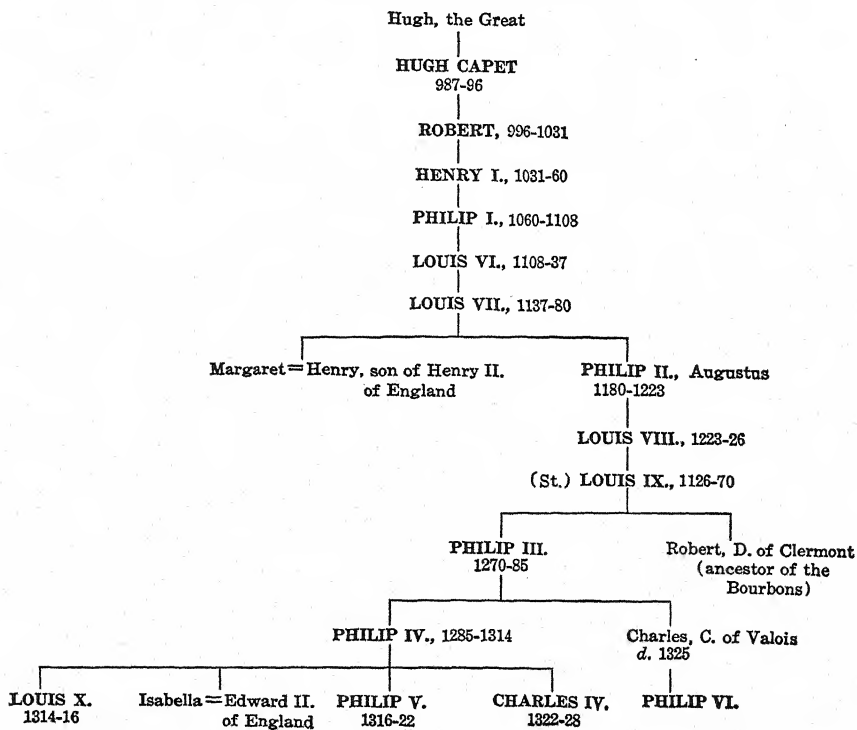 Hugh, the Great
HUGH CAPET
987-96
ROBERT, 996-1031
HENRY I., 1031-60
PHILIP I., 1060-1108
LOUIS VI., 1108-37
LOUIS VII., 1137-80
Margaret=Henry, son of Henry II.
of England
PHILIP II., Augustus
1180-1223
LOUIS VIII., 1223-26
(St.) LOUIS IX., 1126-70
PHILIP III.
1270-85
Robert, D. of Clermont
(ancestor of the
Bourbons)
PHILIP IV., 1285-1314
Charles, C. of Valois
d. 1325
LOUIS X.
1314-16
Isabella=Edward II.
of England
PHILIP V.
1316-22
CHARLES IV.
1322-28
PHILIP VI.